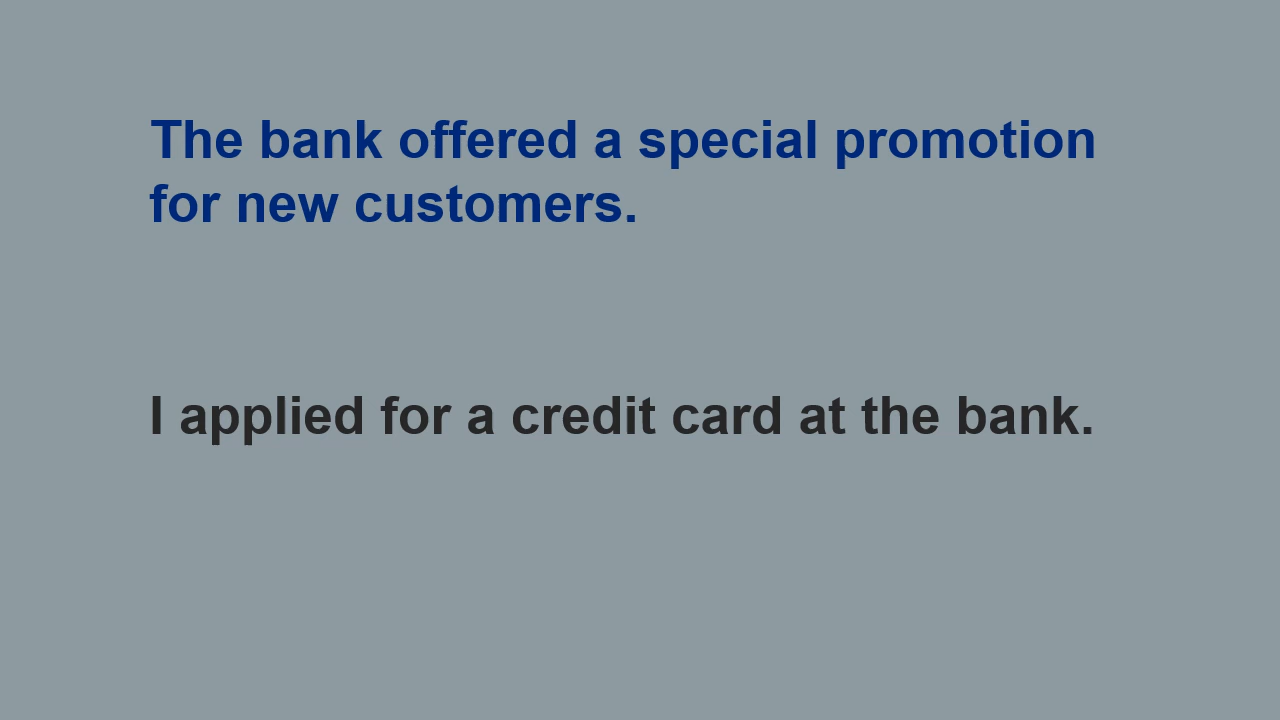 The bank offered a special promotion
for new customers.
I applied for a credit card at the bank.